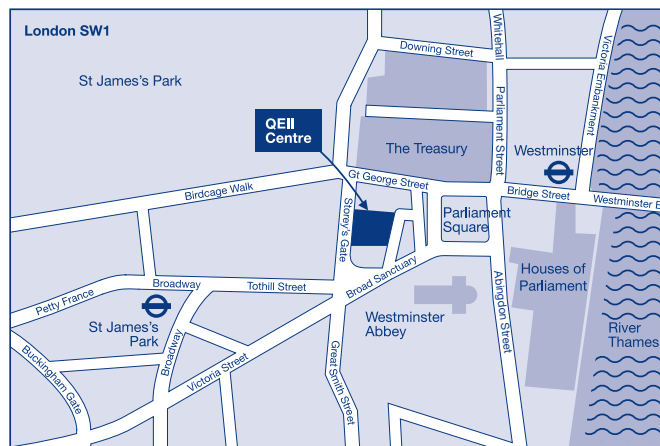 London SW1
Whitehall
Downing Street
Victoria Embankment
St James's Park
Parliament Street
QEII
Centre
The Treasury
Westminster
Gt George Street
Birdcage Walk
Bridge Street
Westminster B
Storey's Gate
Parliament
Square
Broad Sanctuary
Houses of
Parliament
Abingdon Street
Petty France
Broadway
Tothill Street
St James's
Park
Westminster
Abbey
River
Thames
Broadway
Buckingham Gate
Victoria Street
Great Smith Street